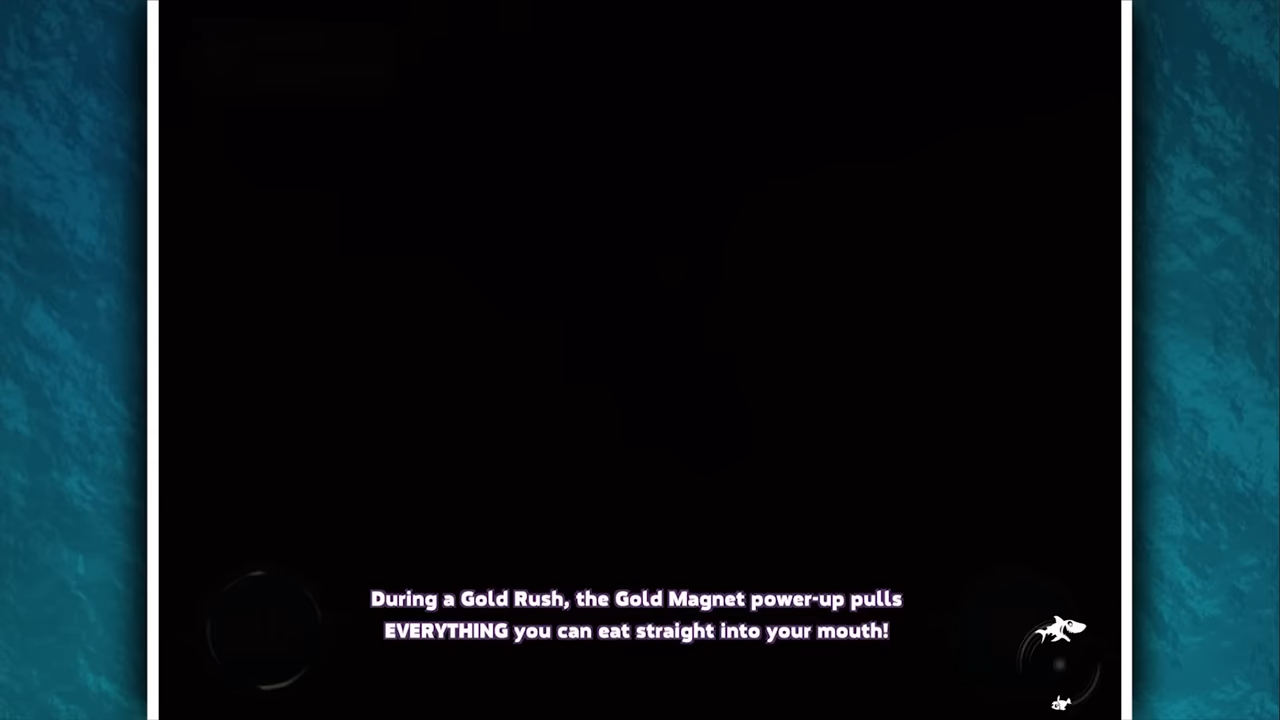 During a Gold Rush, the Gold Magnet power-up pulls
EVERYTHING you can eat straight into your mouth!